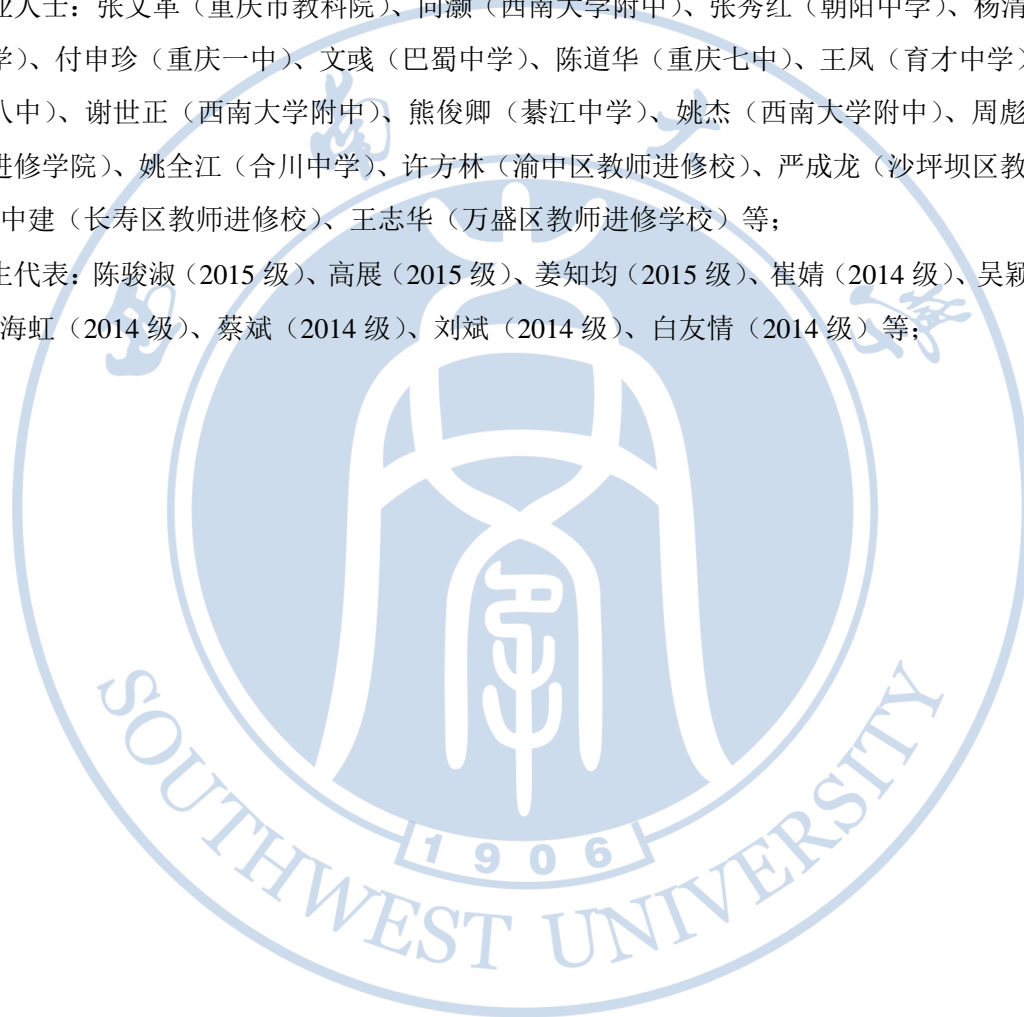 业人士：张文革（重庆市教科院）、向灏（西南大学附中）、张秀红（朝阳中学）、杨清
学）、付申珍（重庆一中）、文彧（巴蜀中学）、陈道华（重庆七中）、王凤（育才中学）
八中）、谢世正（西南大学附中）、熊俊卿（綦江中学）、姚杰（西南大学附中）、周彪
进修学院）、姚全江（合川中学）、许方林（渝中区教师进修校）、严成龙（沙坪坝区教
中建（长寿区教师进修校）、王志华（万盛区教师进修学校）等；
生代表：陈骏淑（2015 级）、高展（2015 级）、姜知均（2015 级）、崔婧（2014 级）、吴颖
海虹（2014 级）、蔡斌（2014 级）、刘斌（2014 级）、白友情（2014 级）等；
西南大学
1906
SOUTHWEST UNIVERSITY